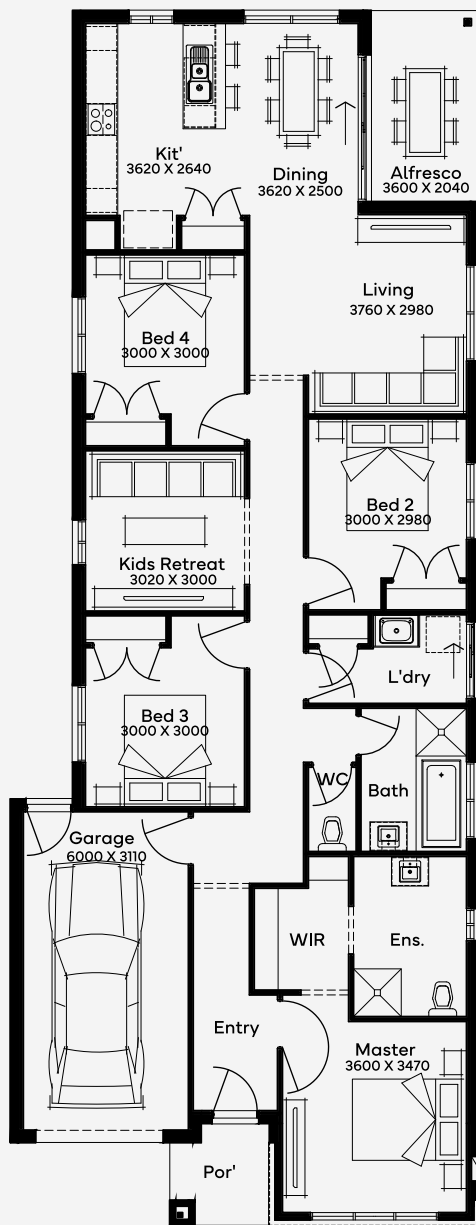 Kit'
3620 X 2640
Dining
3620 X 2500
Alfresco
3600 X 2040
Living
3760 X 2980
Bed 4
3000 X 3000
Bed 2
3000 X 2980
Kids Retreat
3020 X 3000
L'dry
Bed 3
3000 X 3000
WC
Bath
Garage
6000 X 3110
WIR
Ens.
Entry
Master
3600 X 3470
Por'